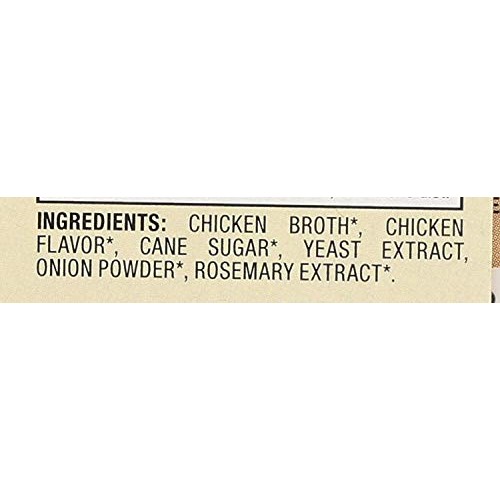 INGREDIENTS: CHICKEN BROTH*, CHICKEN
FLAVOR*, CANE SUGAR*, YEAST EXTRACT,
ONION POWDER*, ROSEMARY EXTRACT*.